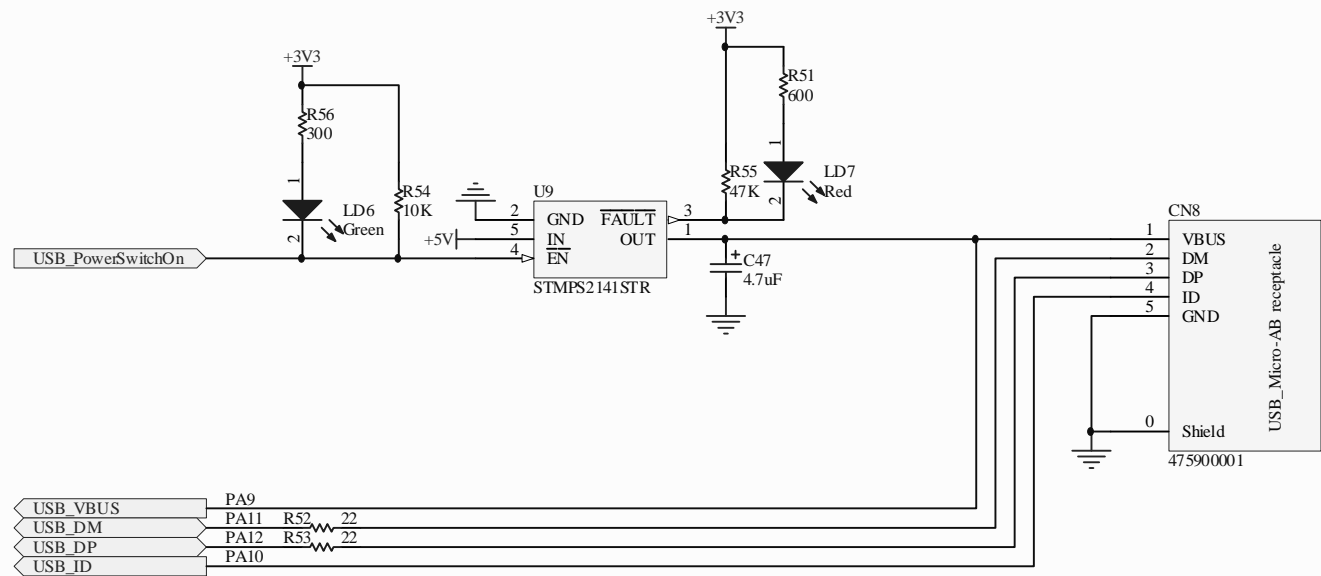 +3V3
+3V3
R51
600
R56
300
1
1
R55
47K
LD7
Red
2
R54
10K
U9
LD6
Green
2
2
GND
FAULT
3
CN8
+5V
5
IN
OUT
1
1
VBUS
USB_PowerSwitchOn
4
EN
C47
4.7uF
+
2
DM
3
DP
STMPS2141STR
4
ID
5
GND
USB_Micro-AB receptacle
0
Shield
475900001
USB_VBUS
PA9
USB_DM
PA11
R52
22
USB_DP
PA12
R53
22
USB_ID
PA10